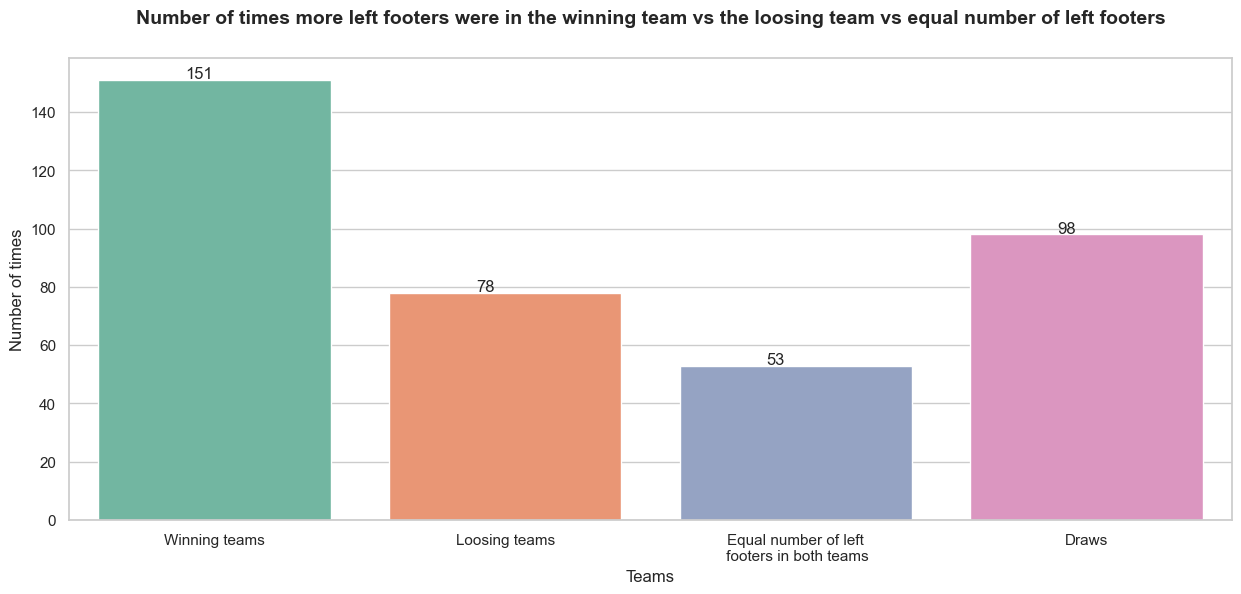 Number of times more left footers were in the winning team vs the loosing team vs equal number of left footers
Number of times
140
120
100
80
60
40
20
0
151
78
53
98
Winning teams
Loosing teams
Equal number of left
footers in both teams
Draws
Teams